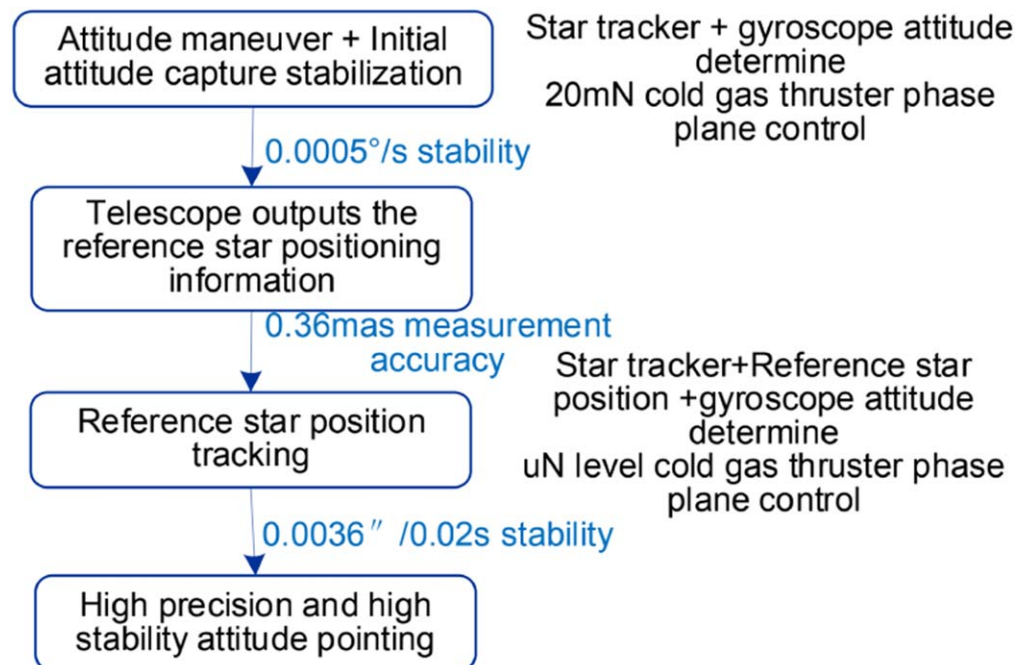 Attitude maneuver + Initial
attitude capture stabilization
Star tracker + gyroscope attitude
determine
20mN cold gas thruster phase
plane control
0.0005°/s stability
Telescope outputs the
reference star positioning
information
0.36mas measurement
accuracy
Reference star position
tracking
Star tracker+Reference star
position +gyroscope attitude
determine
uN level cold gas thruster phase
plane control
0.0036″ /0.02s stability
High precision and high
stability attitude pointing